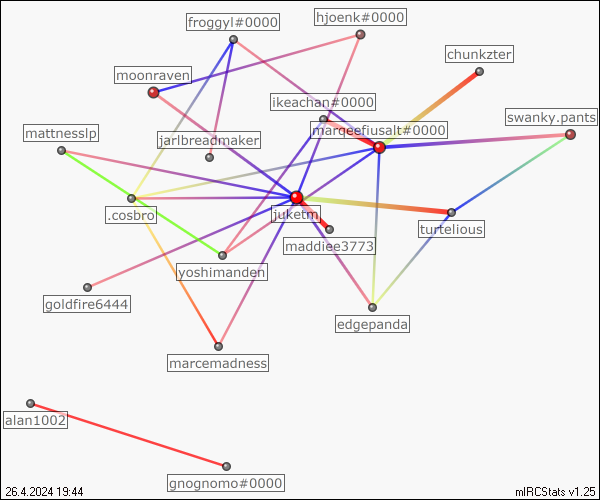 froggyl#0000
hjoenk#0000
chunkzter
moonraven
ikeachan#0000
swanky.pants
mattnesslp
jarlbreadmaker
marqeefiusalt#0000
.cosbro
juketm
turtelious
maddiee3773
yoshimanden
goldfire6444
edgepanda
marcemadness
alan1002
gnognomo#0000
26.4.2024 19:44
mIRCStats v1.25